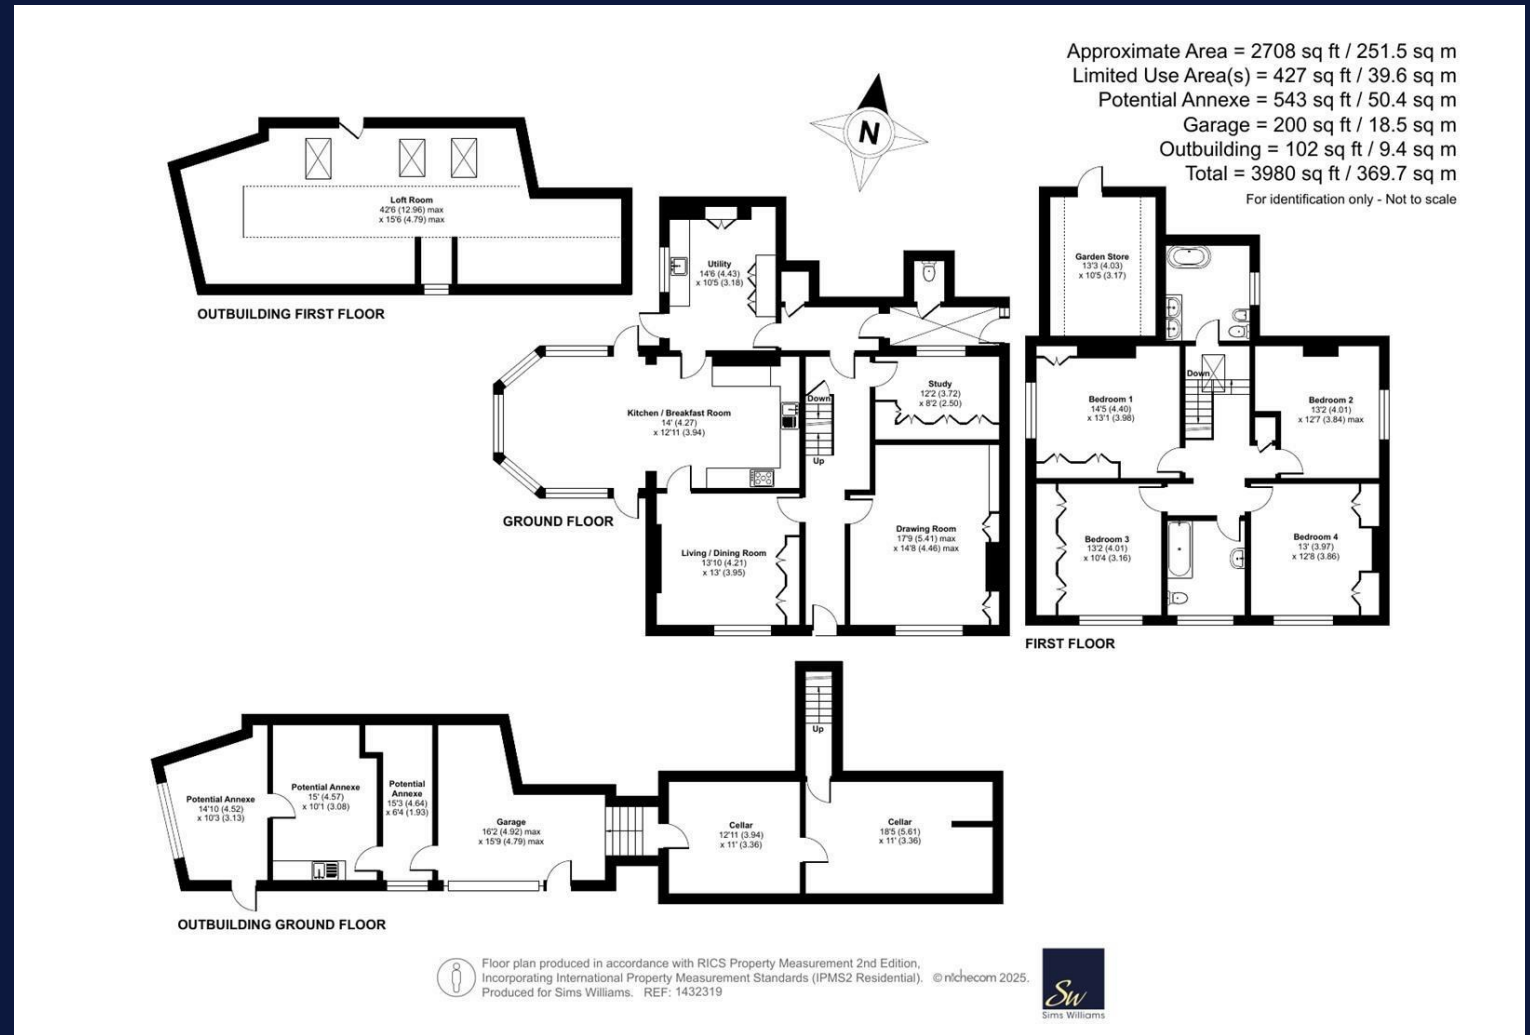 Approximate Area = 2708 sq ft / 251.5 sq m
Limited Use Area(s) = 427 sq ft / 39.6 sq m
Potential Annexe = 543 sq ft / 50.4 sq m
Garage = 200 sq ft / 18.5 sq m
Outbuilding = 102 sq ft / 9.4 sq m
Total = 3980 sq ft / 369.7 sq m
For identification only - Not to scale
N
Loft Room
42'6 (12.96) max
x 15'6 (4.79) max
OUTBUILDING FIRST FLOOR
Utility
14'6 (4.43)
x 10'5 (3.18)
Kitchen / Breakfast Room
14' (4.27)
x 12'11 (3.94)
Down
Up
Study
12'2 (3.72)
x 8'2 (2.50)
GROUND FLOOR
Living / Dining Room
13'10 (4.21)
x 13' (3.95)
Drawing Room
17'9 (5.41) max
x 14'8 (4.46) max
Garden Store
13'3 (4.03)
x 10'5 (3.17)
Down
Bedroom 1
14'5 (4.40)
x 13'1 (3.98)
Bedroom 2
13'2 (4.01)
x 12'7 (3.84) max
Bedroom 3
13'2 (4.01)
x 10'4 (3.16)
Bedroom 4
13' (3.97)
x 12'8 (3.86)
FIRST FLOOR
Up
Potential Annexe
14'10 (4.52)
x 10'3 (3.13)
Potential Annexe
15' (4.57)
x 10'1 (3.08)
Potential
Annexe
15'3 (4.64)
x 6'4 (1.93)
Garage
16'2 (4.92) max
x 15'9 (4.79) max
Cellar
12'11 (3.94)
x 11' (3.36)
Cellar
18'5 (5.61)
x 11' (3.36)
OUTBUILDING GROUND FLOOR
Floor plan produced in accordance with RICS Property Measurement 2nd Edition,
Incorporating International Property Measurement Standards (IPMS2 Residential). © nichecom 2025.
Produced for Sims Williams. REF: 1432319
Sw
Sims Williams